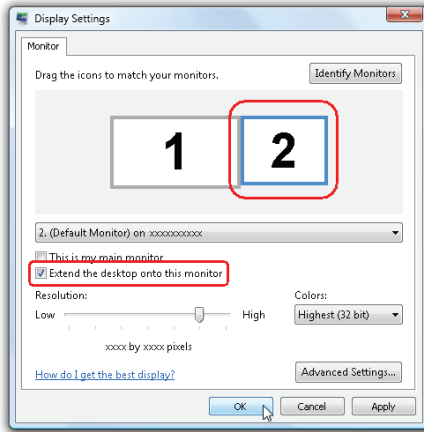 Display Settings
Monitor
Drag the icons to match your monitors.
Identify Monitors
1
2
2. (Default Monitor) on xxxxxxxxxx
This is my main monitor
Extend the desktop onto this monitor
Resolution:
Colors:
Low
High
Highest (32 bit)
xxxx by xxxx pixels
How do I get the best display?
Advanced Settings...
OK
Cancel
Apply